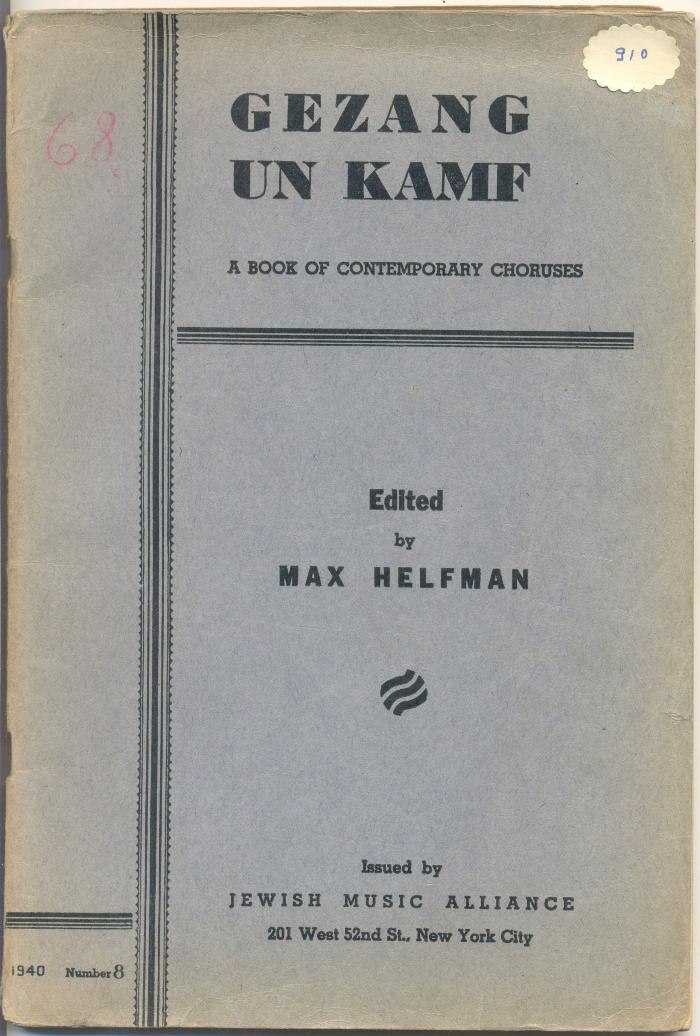 910
68
GEZANG
UN KAMF
A BOOK OF CONTEMPORARY CHORUSES
Edited
by
MAX HELFMAN
Issued by
JEWISH MUSIC ALLIANCE
201 West 52nd St., New York City
1940 Number 8